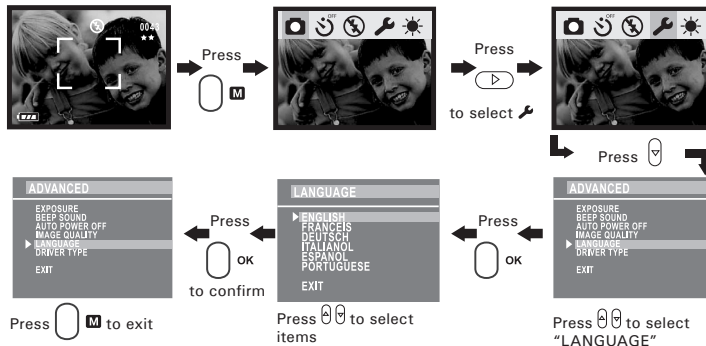 0043
★★
Press
M
OFF
Press
to select
OFF
Press
ADVANCED
EXPOSURE
BEEP SOUND
AUTO POWER OFF
IMAGE QUALITY
LANGUAGE
DRIVER TYPE
EXIT
Press to select
"LANGUAGE"
Press
OK
LANGUAGE
ENGLISH
FRANCEIS
DEUTSCH
ITALIANOL
ESPANOL
PORTUGUESE
EXIT
Press to select
items
Press
OK
to confirm
ADVANCED
EXPOSURE
BEEP SOUND
AUTO POWER OFF
IMAGE QUALITY
LANGUAGE
DRIVER TYPE
EXIT
Press M to exit